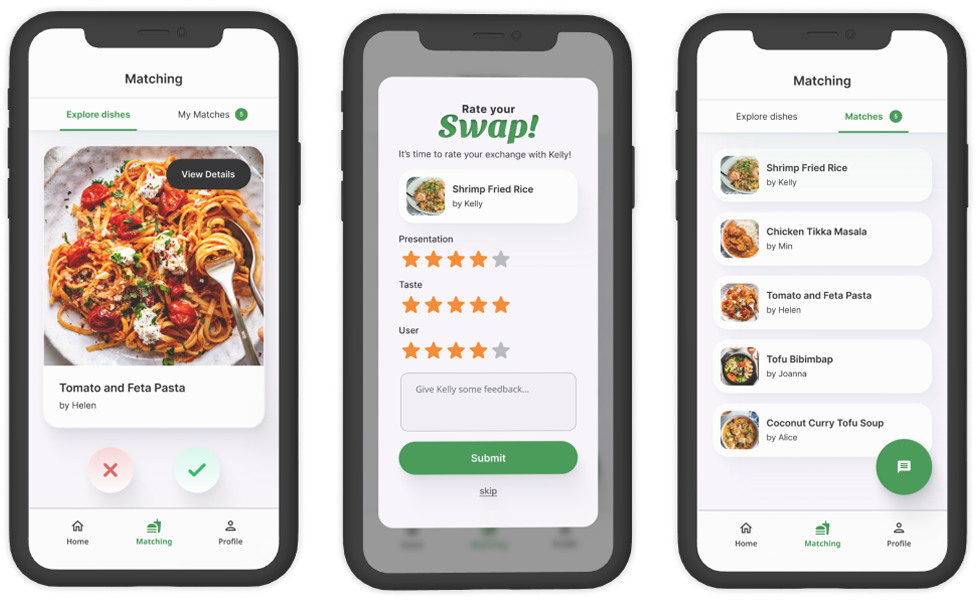 Matching
Explore dishes
My Matches 5
View Details
Tomato and Feta Pasta
by Helen
Home
Matching
Profile
Rate your
Swap!
It's time to rate your exchange with Kelly!
Shrimp Fried Rice
by Kelly
Presentation
Taste
User
Give Kelly some feedback...
Submit
skip
Matching
Explore dishes
Matches 5
Shrimp Fried Rice
by Kelly
Chicken Tikka Masala
by Min
Tomato and Feta Pasta
by Helen
Tofu Bibimbap
by Joanna
Coconut Curry Tofu Soup
by Alice
Home
Matching
Profile